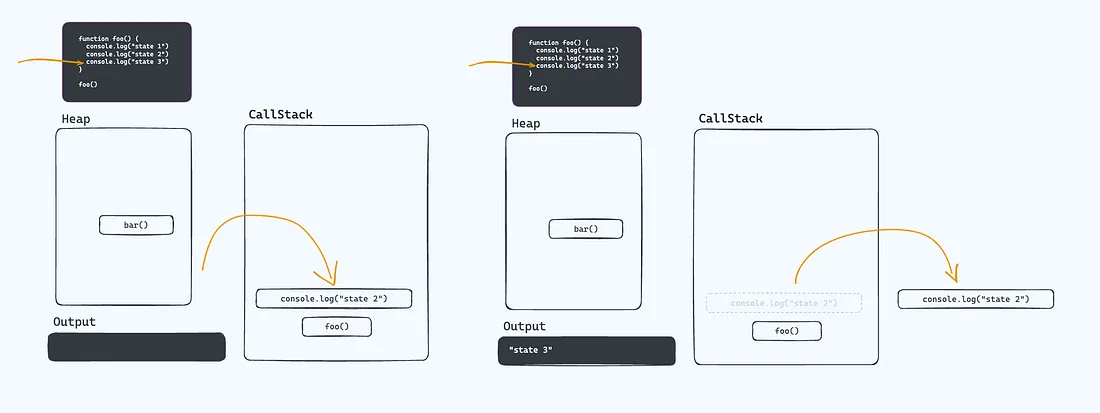 function foo() {
console.log("state 1")
console.log("state 2")
console.log("state 3")
}
foo()
Heap
CallStack
bar()
console.log("state 2")
foo()
Output
function foo() {
console.log("state 1")
console.log("state 2")
console.log("state 3")
}
foo()
Heap
CallStack
bar()
console.log("state 2")
console.log("state 2")
foo()
Output
"state 3"